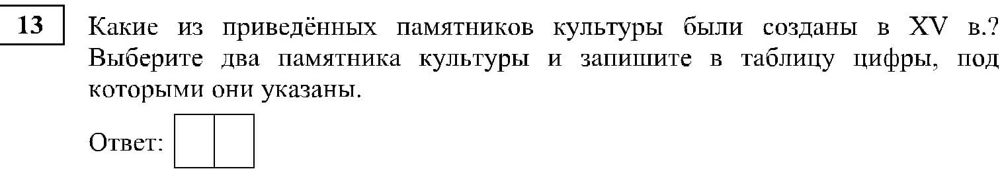 13 Какие из приведённых памятников культуры были созданы в XV в.?
Выберите два памятника культуры и запишите в таблицу цифры, под
которыми они указаны.
Ответ: